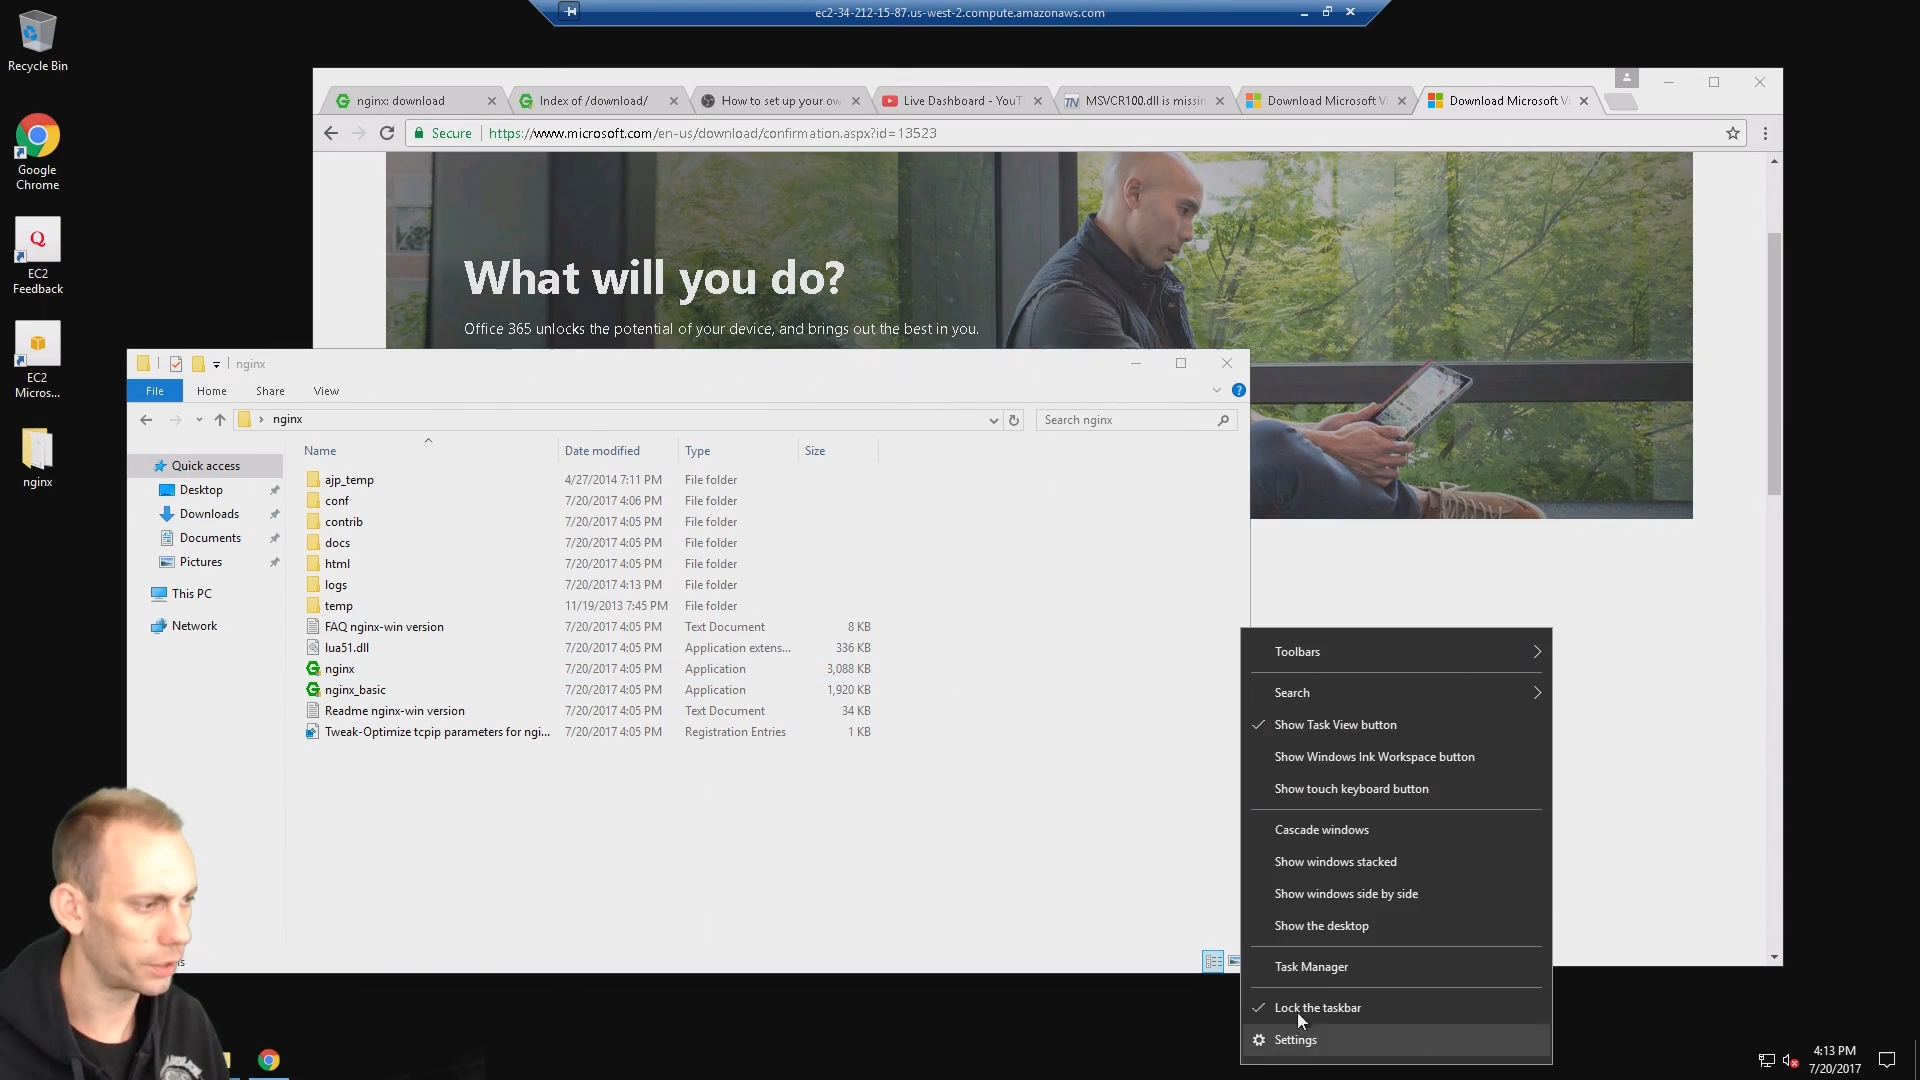 ec2-34-212-15-87.us-west-2.compute.amazonaws.com
Recycle Bin
Google
Chrome
EC2
Feedback
EC2
Micros...
nginx
nginx: download
Index of /download/
How to set up your ow
Live Dashboard - YouT
TN MSVCR100.dll is missin
Download Microsoft Vi
Download Microsoft Vi
Secure
https://www.microsoft.com/en-us/download/confirmation.aspx?id=13523
What will you do?
Office 365 unlocks the potential of your device, and brings out the best in you.
nginx
File Home Share View
nginx
Search nginx
Name Date modified Type Size
Quick access
Desktop
Downloads
Documents
Pictures
This PC
Network
ajp_temp 4/27/2014 7:11 PM File folder
conf 7/20/2017 4:06 PM File folder
contrib 7/20/2017 4:05 PM File folder
docs 7/20/2017 4:05 PM File folder
html 7/20/2017 4:05 PM File folder
logs 7/20/2017 4:13 PM File folder
temp 11/19/2013 7:45 PM File folder
FAQ nginx-win version 7/20/2017 4:05 PM Text Document 8 KB
lua51.dll 7/20/2017 4:05 PM Application extens... 336 KB
nginx 7/20/2017 4:05 PM Application 3,088 KB
nginx_basic 7/20/2017 4:05 PM Application 1,920 KB
Readme nginx-win version 7/20/2017 4:05 PM Text Document 34 KB
Tweak-Optimize tcpip parameters for ngi... 7/20/2017 4:05 PM Registration Entries 1 KB
Toolbars
Search
Show Task View button
Show Windows Ink Workspace button
Show touch keyboard button
Cascade windows
Show windows stacked
Show windows side by side
Show the desktop
Task Manager
Lock the taskbar
Settings
4:13 PM
7/20/2017